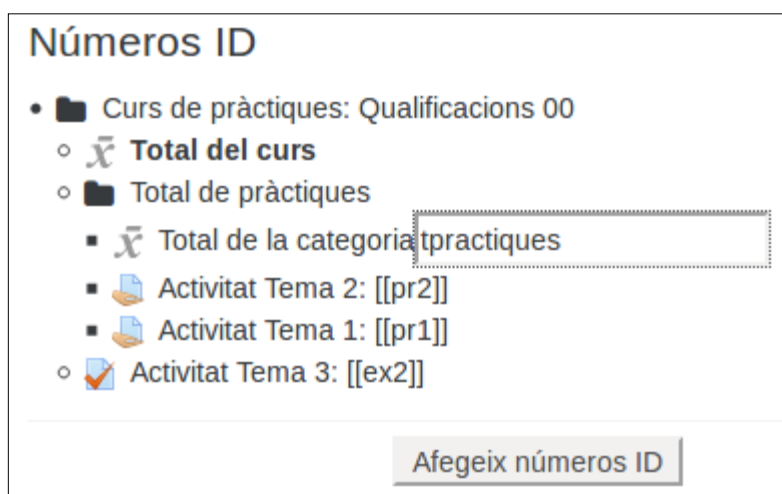 Números ID
Curs de pràctiques: Qualificacions 00
x̄ Total del curs
Total de pràctiques
x̄ Total de la categoria tpractiques
Activitat Tema 2: [[pr2]]
Activitat Tema 1: [[pr1]]
Activitat Tema 3: [[ex2]]
Afegeix números ID